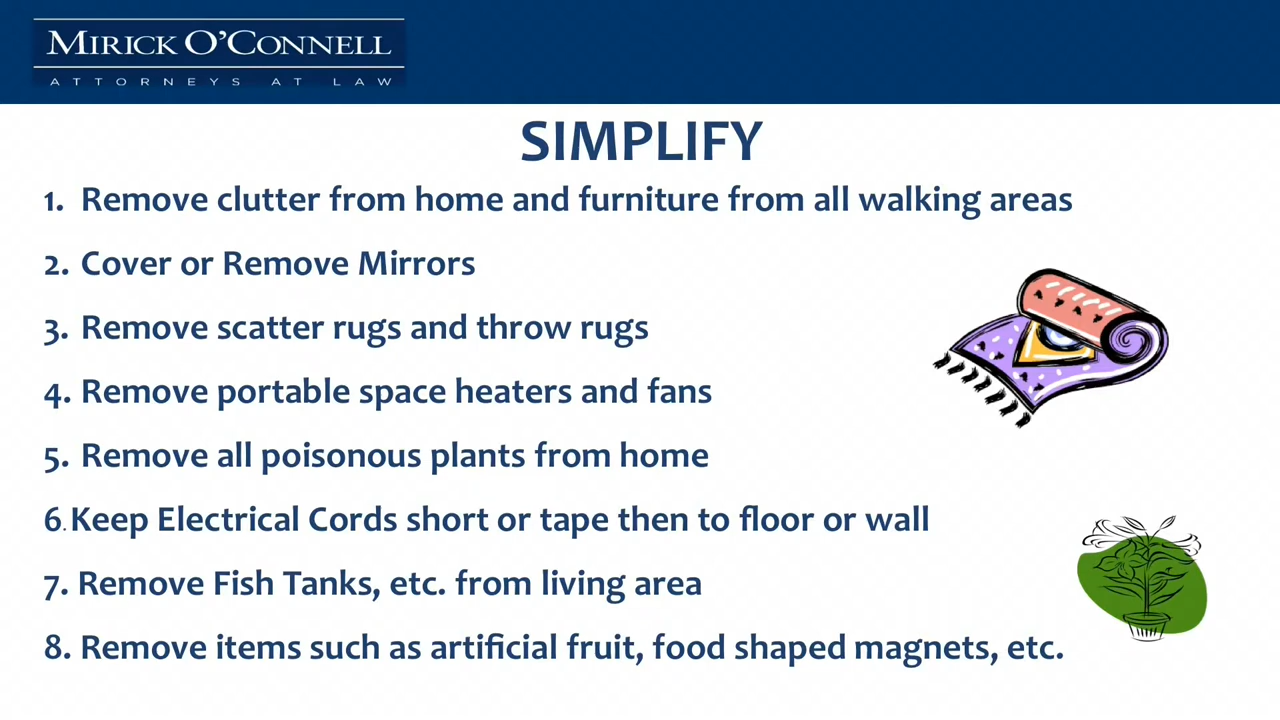 MIRICK O'CONNELL
ATTORNEYS AT LAW
SIMPLIFY
1. Remove clutter from home and furniture from all walking areas
2. Cover or Remove Mirrors
3. Remove scatter rugs and throw rugs
4. Remove portable space heaters and fans
5. Remove all poisonous plants from home
6. Keep Electrical Cords short or tape then to floor or wall
7. Remove Fish Tanks, etc. from living area
8. Remove items such as artificial fruit, food shaped magnets, etc.